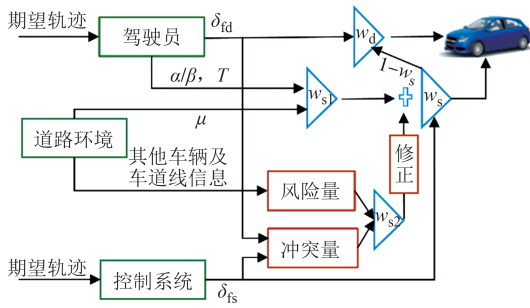 期望轨迹
驾驶员
δfd
wd
1−ws
α/β，T
ws1
ws
μ
道路环境
其他车辆及
车道线信息
修正
风险量
ws2
冲突量
期望轨迹
控制系统
δfs